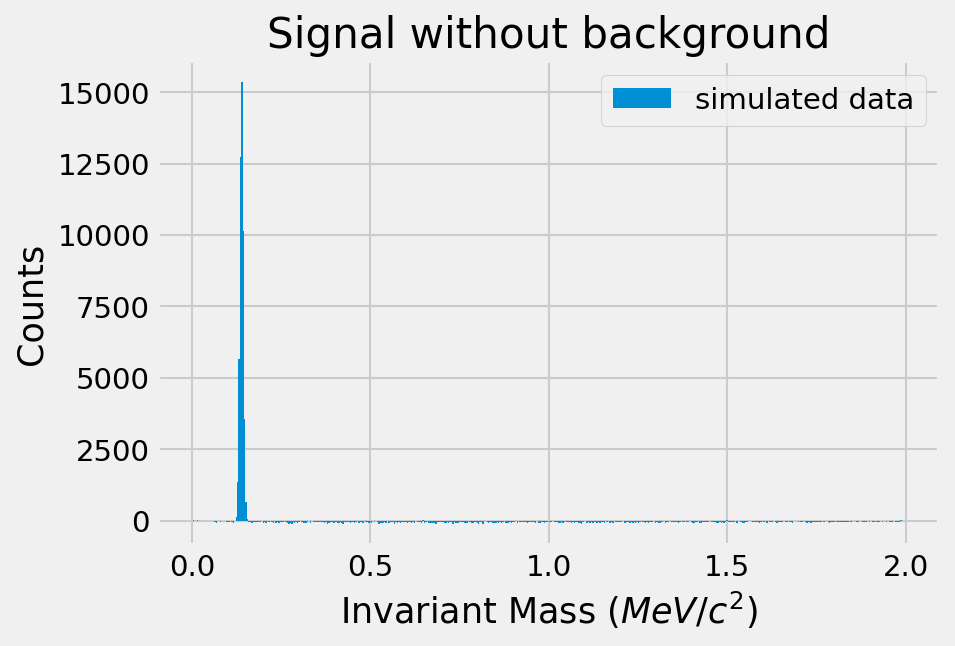 Signal without background
simulated data
15000
12500
10000
7500
5000
2500
0
Counts
0.0 0.5 1.0 1.5 2.0
Invariant Mass (MeV/c²)